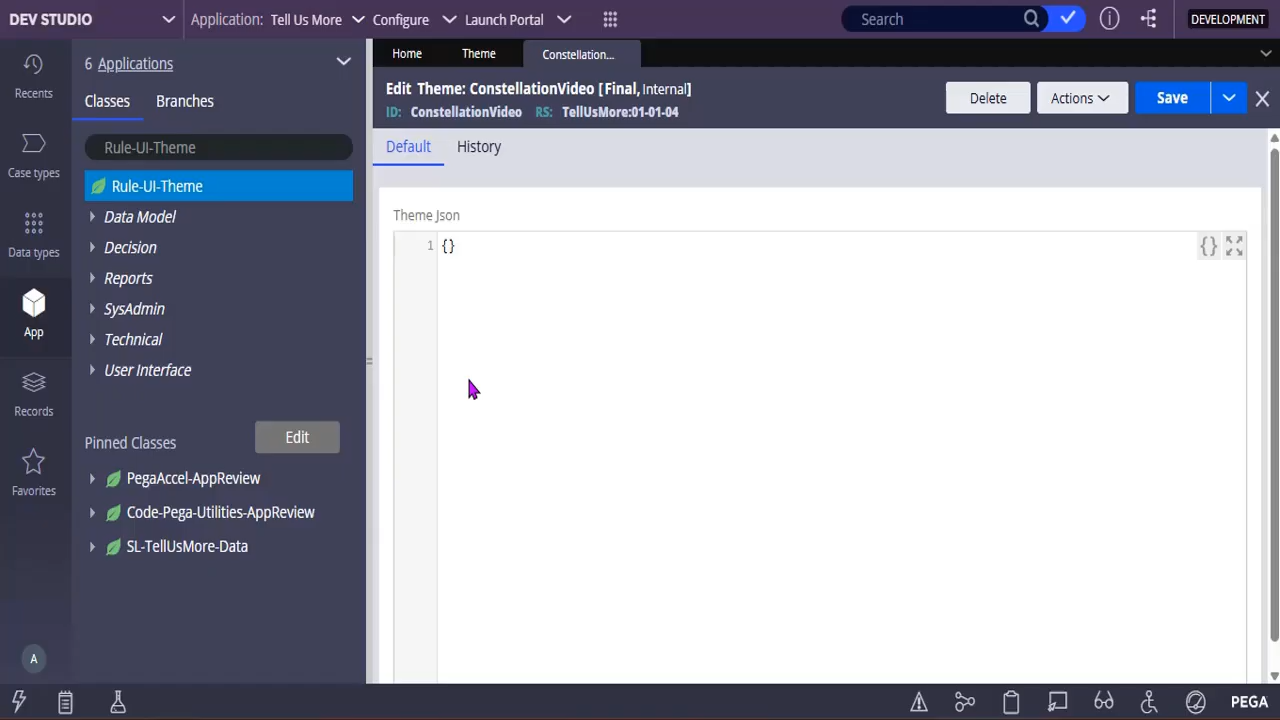 DEV STUDIO
Application: Tell Us More
Configure
Launch Portal
Search
DEVELOPMENT
Recents
Case types
Data types
App
Records
Favorites
A
6 Applications
Classes
Branches
Rule-UI-Theme
Rule-UI-Theme
Data Model
Decision
Reports
SysAdmin
Technical
User Interface
Pinned Classes
Edit
PegaAccel-AppReview
Code-Pega-Utilities-AppReview
SL-TellUsMore-Data
Home
Theme
Constellation...
Edit Theme: ConstellationVideo [Final, Internal]
ID: ConstellationVideo RS: TellUsMore:01-01-04
Delete
Actions
Save
Default
History
Theme Json
1 {}
{}
PEGA